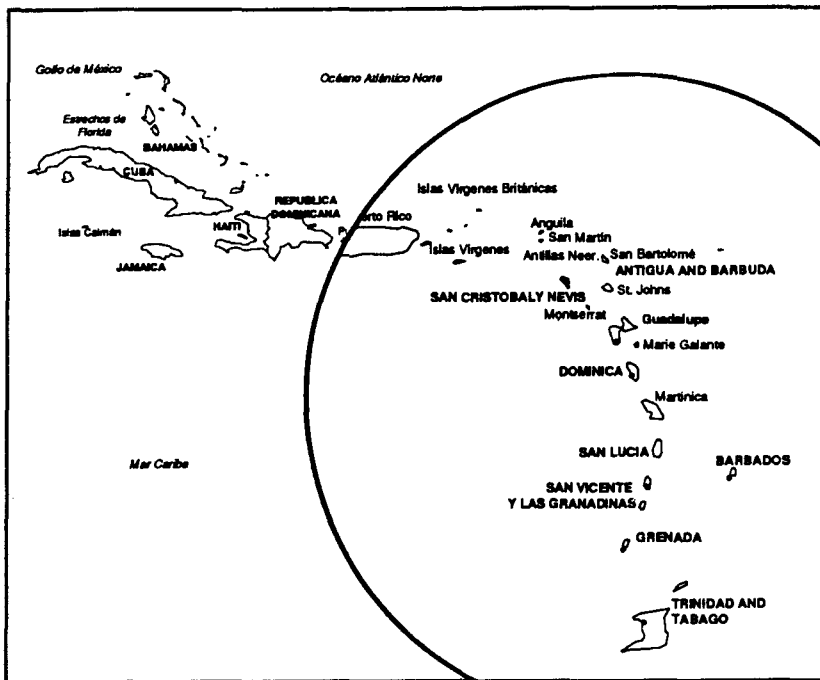 Golfo de México
Océano Atlántico Norte
Estrechos de
Florida
BAHAMAS
CUBA
Islas Vírgenes Británicas
REPUBLICA
DOMINICANA
erto Rico
HAITI
Islas Caimán
JAMAICA
Islas Vírgenes
Anguila
San Martín
Antillas Neer.
San Bartolomé
ANTIGUA AND BARBUDA
SAN CRISTOBAL Y NEVIS
St. Johns
Montserrat
Guadalupe
Marie Galante
DOMINICA
Martinica
SAN LUCIA
BARBADOS
Mar Caribe
SAN VICENTE
Y LAS GRANADINAS
GRENADA
TRINIDAD AND
TABAGO